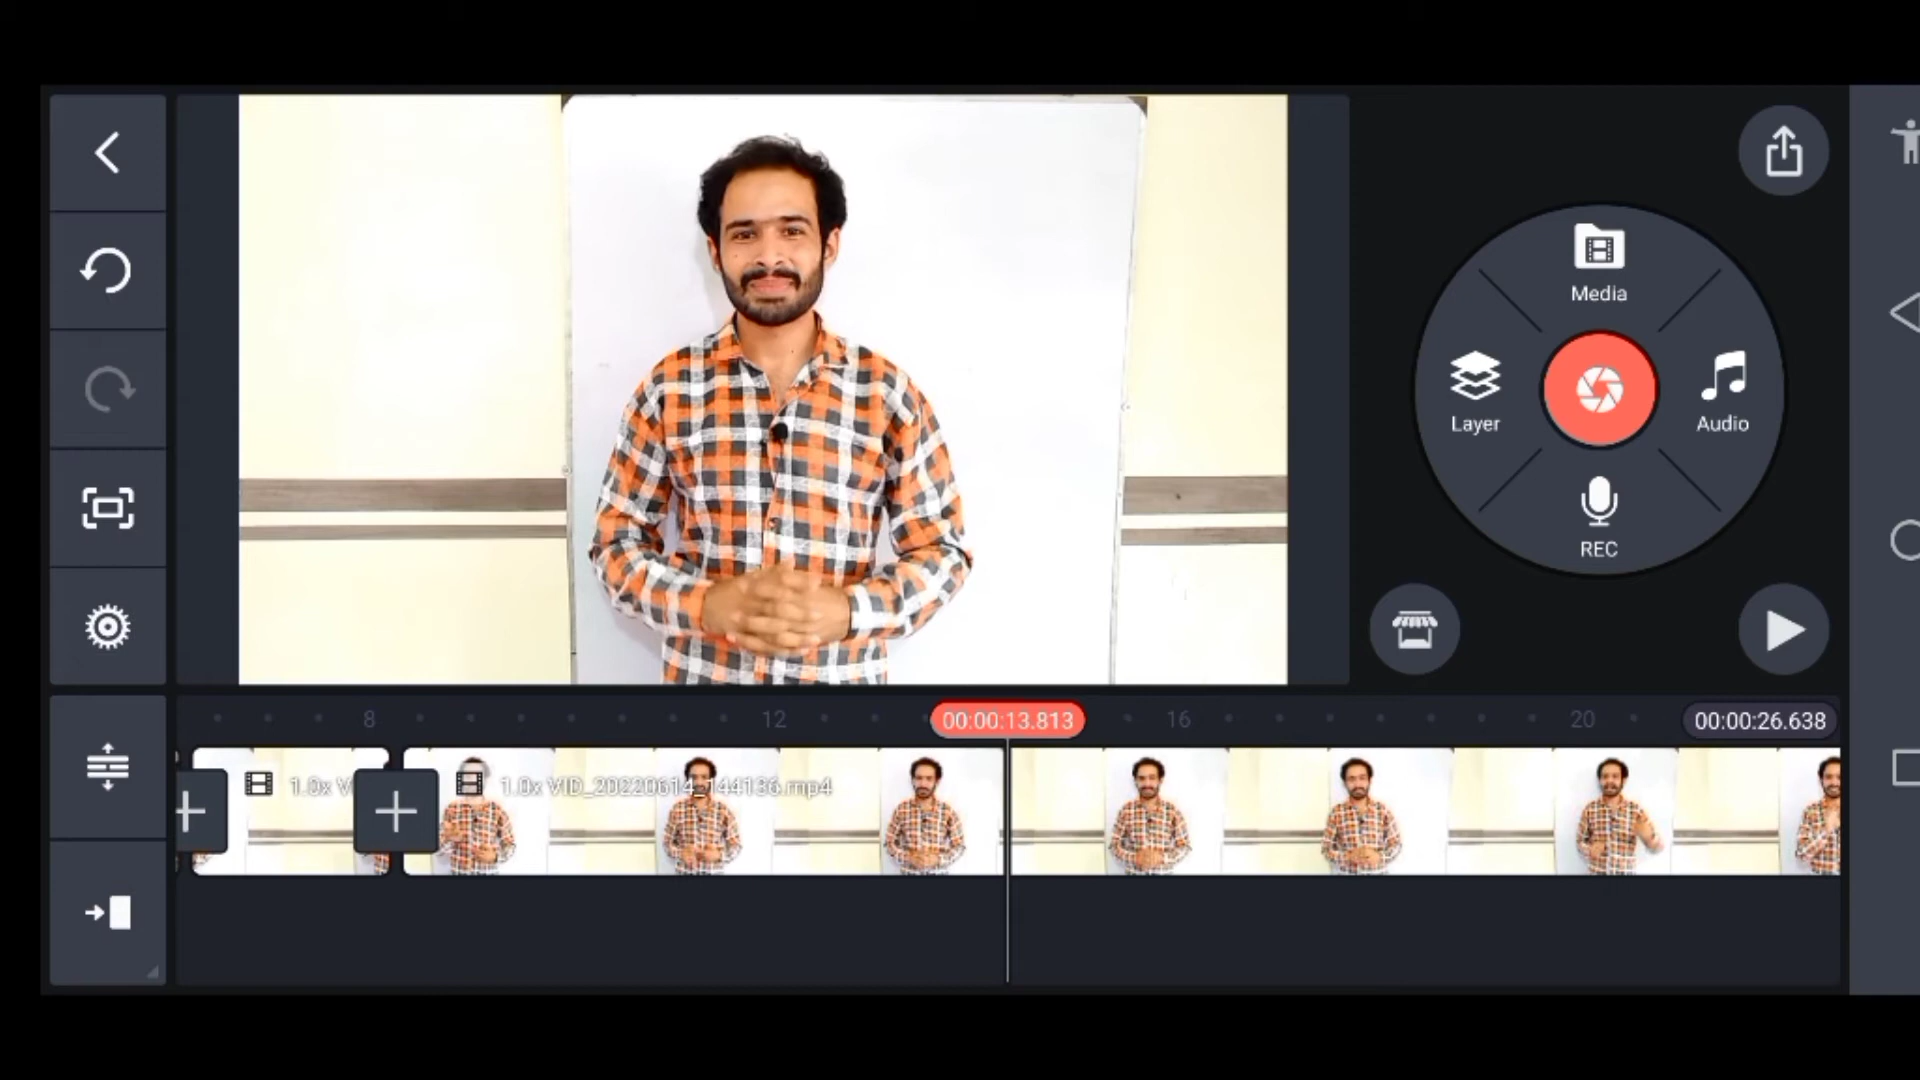 Media
Layer
Audio
REC
8
12
00:00:13.813
16
20
00:00:26.638
1.0x V
1.0x VID_20220614_144136.mp4